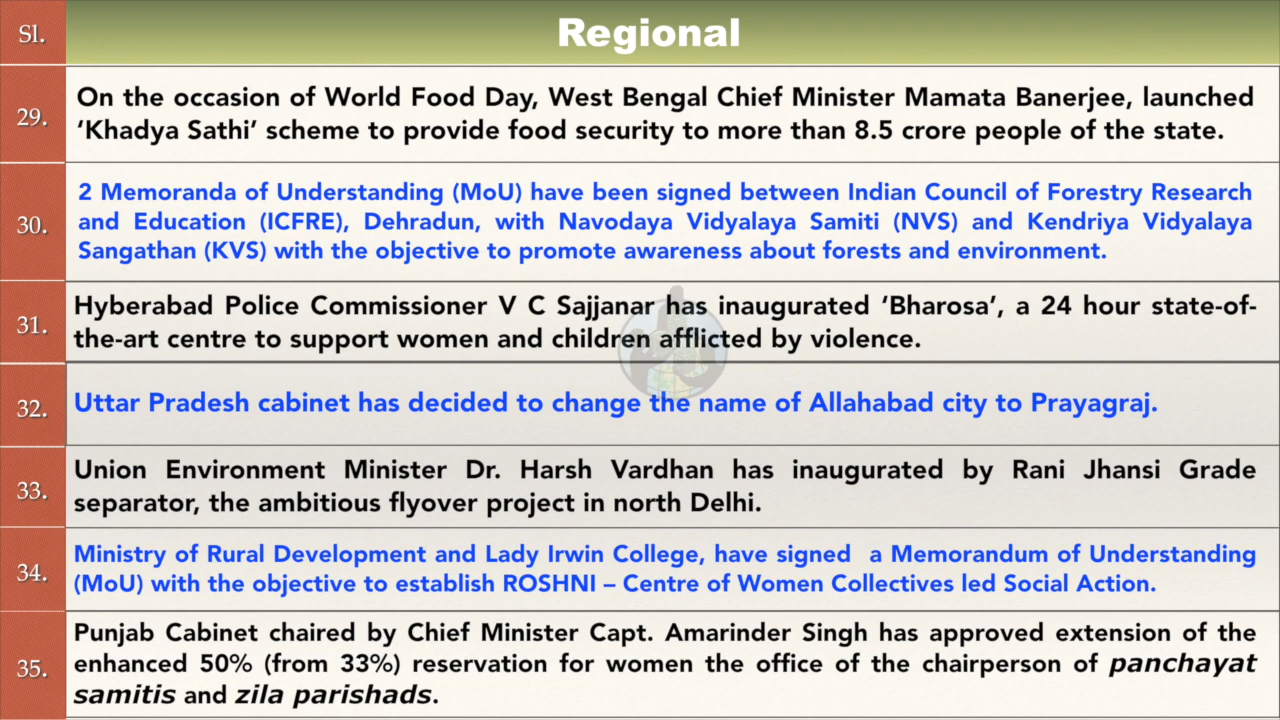 Sl.
Regional
29.
On the occasion of World Food Day, West Bengal Chief Minister Mamata Banerjee, launched
‘Khadya Sathi’ scheme to provide food security to more than 8.5 crore people of the state.
30.
2 Memoranda of Understanding (MoU) have been signed between Indian Council of Forestry Research
and Education (ICFRE), Dehradun, with Navodaya Vidyalaya Samiti (NVS) and Kendriya Vidyalaya
Sangathan (KVS) with the objective to promote awareness about forests and environment.
31.
Hyberabad Police Commissioner V C Sajjanar has inaugurated ‘Bharosa’, a 24 hour state-of-
the-art centre to support women and children afflicted by violence.
32.
Uttar Pradesh cabinet has decided to change the name of Allahabad city to Prayagraj.
33.
Union Environment Minister Dr. Harsh Vardhan has inaugurated by Rani Jhansi Grade
separator, the ambitious flyover project in north Delhi.
34.
Ministry of Rural Development and Lady Irwin College, have signed a Memorandum of Understanding
(MoU) with the objective to establish ROSHNI – Centre of Women Collectives led Social Action.
35.
Punjab Cabinet chaired by Chief Minister Capt. Amarinder Singh has approved extension of the
enhanced 50% (from 33%) reservation for women the office of the chairperson of panchayat
samitis and zila parishads.